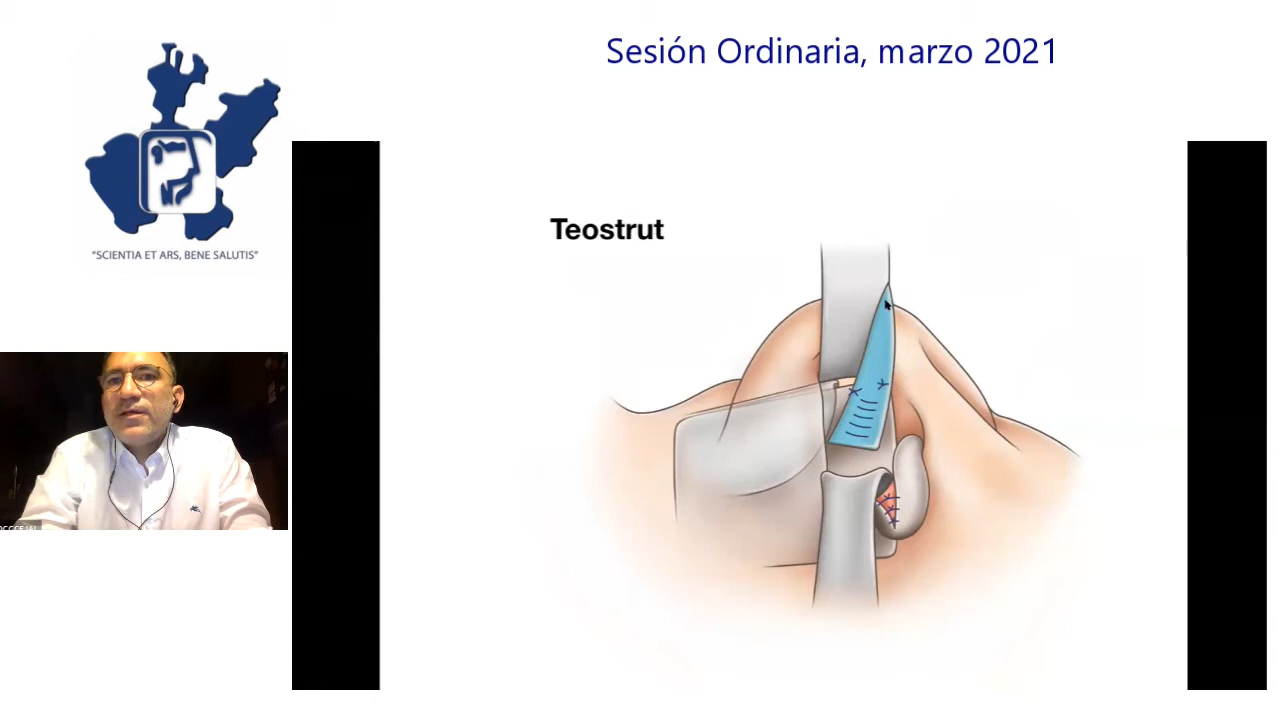 Sesión Ordinaria, marzo 2021
"SCIENTIA ET ARS, BENE SALUTIS"
Teostrut